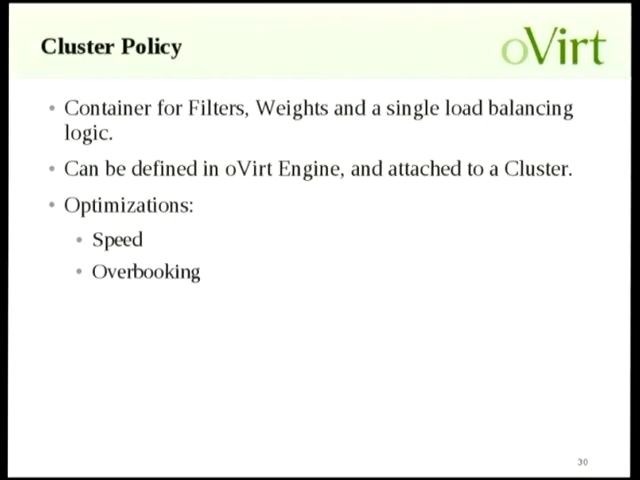 Cluster Policy
oVirt
• Container for Filters, Weights and a single load balancing
logic.
• Can be defined in oVirt Engine, and attached to a Cluster.
• Optimizations:
• Speed
• Overbooking
30